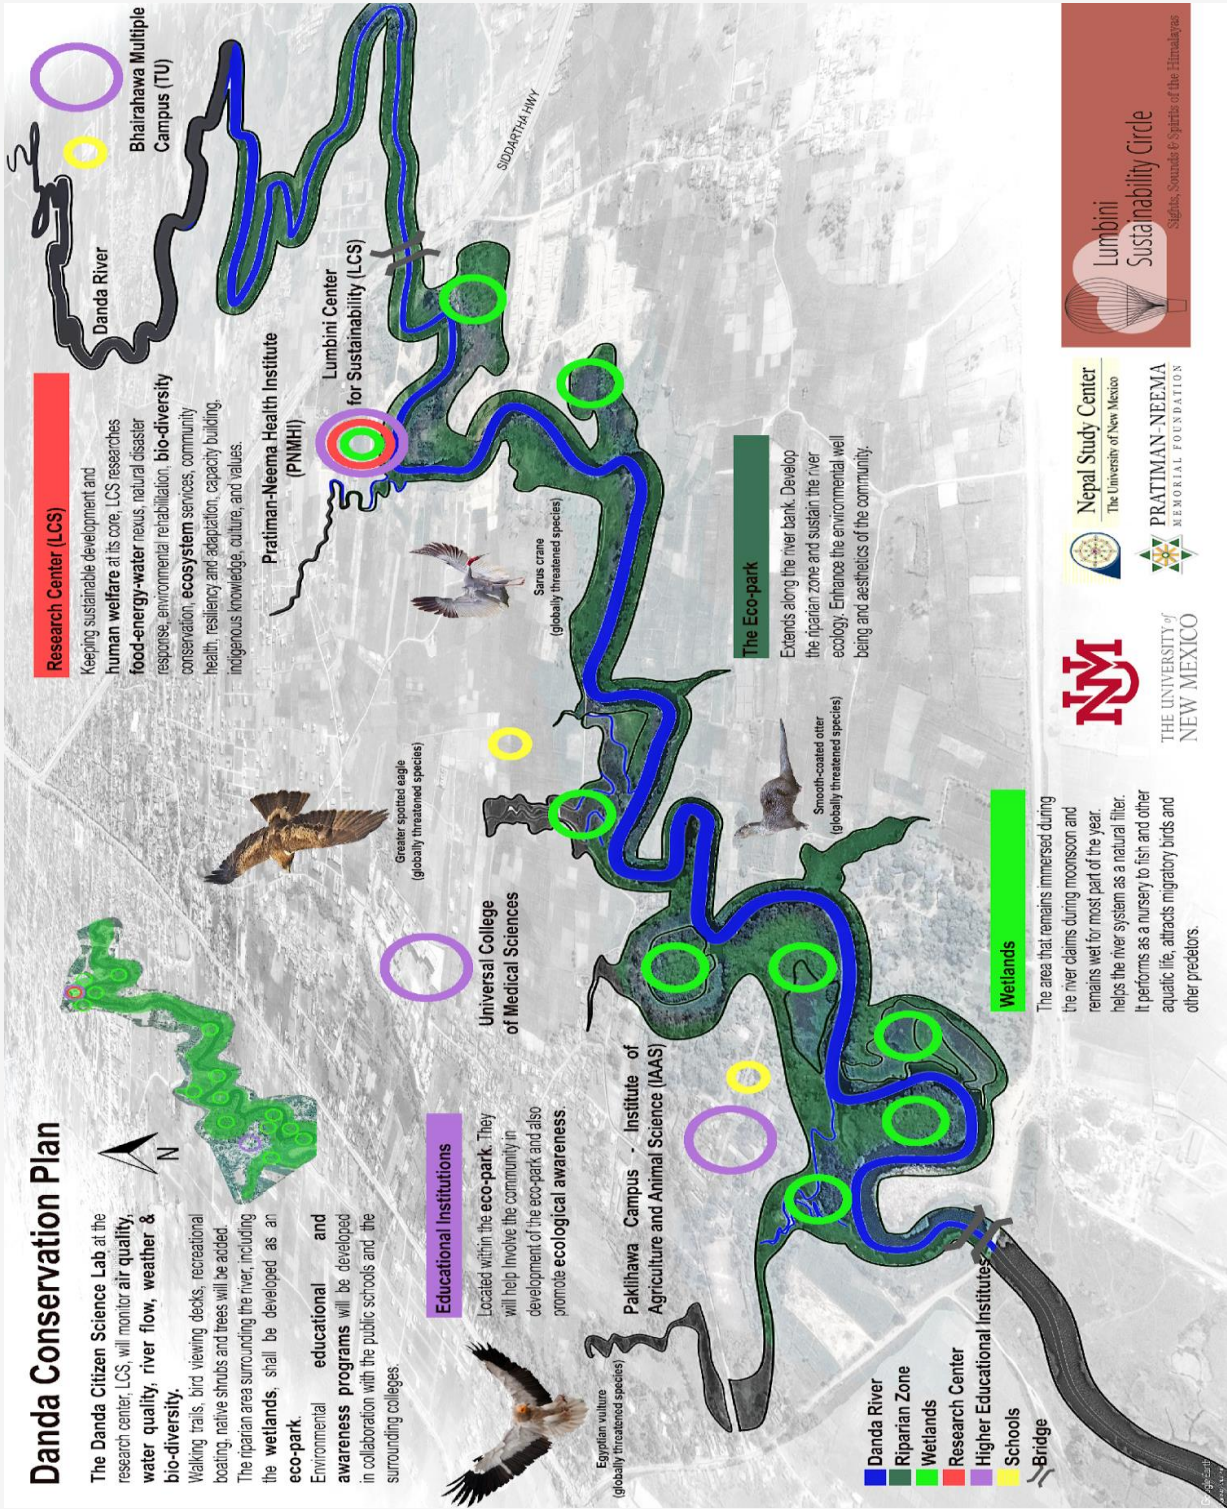 Danda Conservation Plan
The Danda Citizen Science Lab at the
research center, LCS, will monitor air quality,
water quality, river flow, weather &
bio-diversity.
Walking trails, bird viewing decks, recreational
boating, native shrubs and trees will be added.
The riparian area surrounding the river, including
the wetlands, shall be developed as an
eco-park.
Environmental educational and
awareness programs will be developed
in collaboration with the public schools and the
surrounding colleges.
N
Educational Institutions
Located within the eco-park. They
will help Involve the community in
development of the eco-park and also
promote ecological awareness.
Research Center (LCS)
Keeping sustainable development and
human welfare at its core, LCS researches
food-energy-water nexus, natural disaster
response, environmental rehabilitation, bio-diversity
conservation, ecosystem services, community
health, resiliency and adaptation, capacity building,
indigenous knowledge, culture, and values.
Danda River
Bhairahawa Multiple
Campus (TU)
Pratiman-Neema Health Institute
(PNMHI)
Lumbini Center
for Sustainability (LCS)
SIDDARTHA HWY
Egyptian vulture
(globally threatened species)
Greater spotted eagle
(globally threatened species)
Sarus crane
(globally threatened species)
Smooth-coated otter
(globally threatened species)
Universal College
of Medical Sciences
Paklihawa Campus - Institute of
Agriculture and Animal Science (IAAS)
The Eco-park
Extends along the river bank. Develop
the riparian zone and sustain the river
ecology. Enhance the environmental well
being and aesthetics of the community.
Wetlands
The area that remains immersed during
the river claims during moonsoon and
remains wet for most part of the year.
helps the river system as a natural filter.
It performs as a nursery to fish and other
aquatic life, attracts migratory birds and
other predetors.
Danda River
Riparian Zone
Wetlands
Research Center
Higher Educational Institutes
Schools
Bridge
Google Earth
NM
THE UNIVERSITY of
NEW MEXICO
Nepal Study Center
The University of New Mexico
PRATIMAN-NEEMA
MEMORIAL FOUNDATION
Lumbini
Sustainability Circle
Sights, Sounds & Spirits of the Himalayas